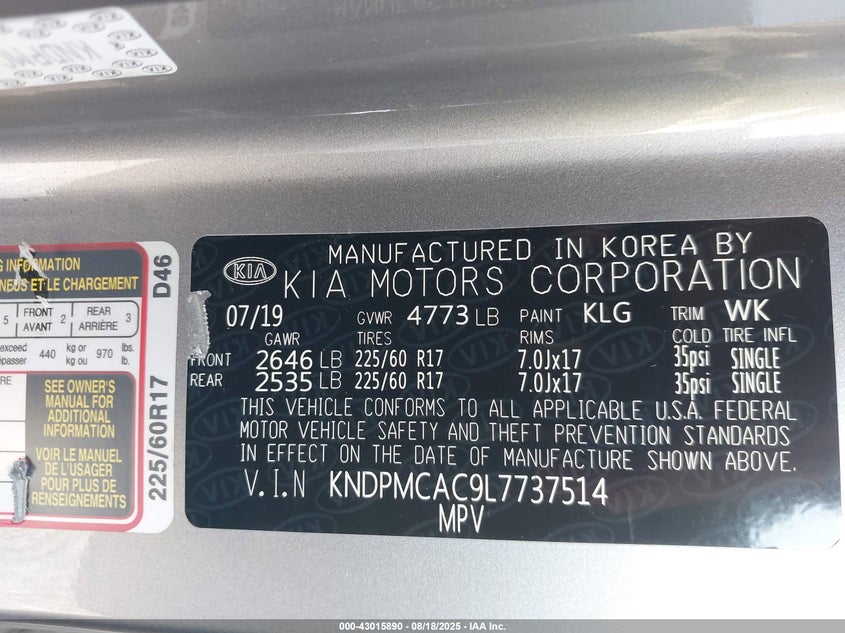 KIA
MANUFACTURED IN KOREA BY
KIA MOTORS CORPORATION
07/19 GVWR 4773 LB PAINT KLG TRIM WK
GAWR TIRES RIMS COLD TIRE INFL
FRONT 2646 LB 225/60 R17 7.0Jx17 35psi SINGLE
REAR 2535 LB 225/60 R17 7.0Jx17 35psi SINGLE
THIS VEHICLE CONFORMS TO ALL APPLICABLE U.S.A. FEDERAL
MOTOR VEHICLE SAFETY AND THEFT PREVENTION STANDARDS
IN EFFECT ON THE DATE OF MANUFACTURE SHOWN ABOVE.
V.I.N KNDPMCAC9L7737514
MPV
INFORMATION
ET LE CHARGEMENT
5 FRONT AVANT 2 REAR ARRIÈRE 3
440 kg or kg ou 970 lbs. lb.
SEE OWNER'S
MANUAL FOR
ADDITIONAL
INFORMATION
VOIR LE MANUEL
DE L'USAGER
POUR PLUS DE
RENSEIGNEMENTS
225/60R17 D46
000-43015890 - 08/18/2025 - IAA Inc.